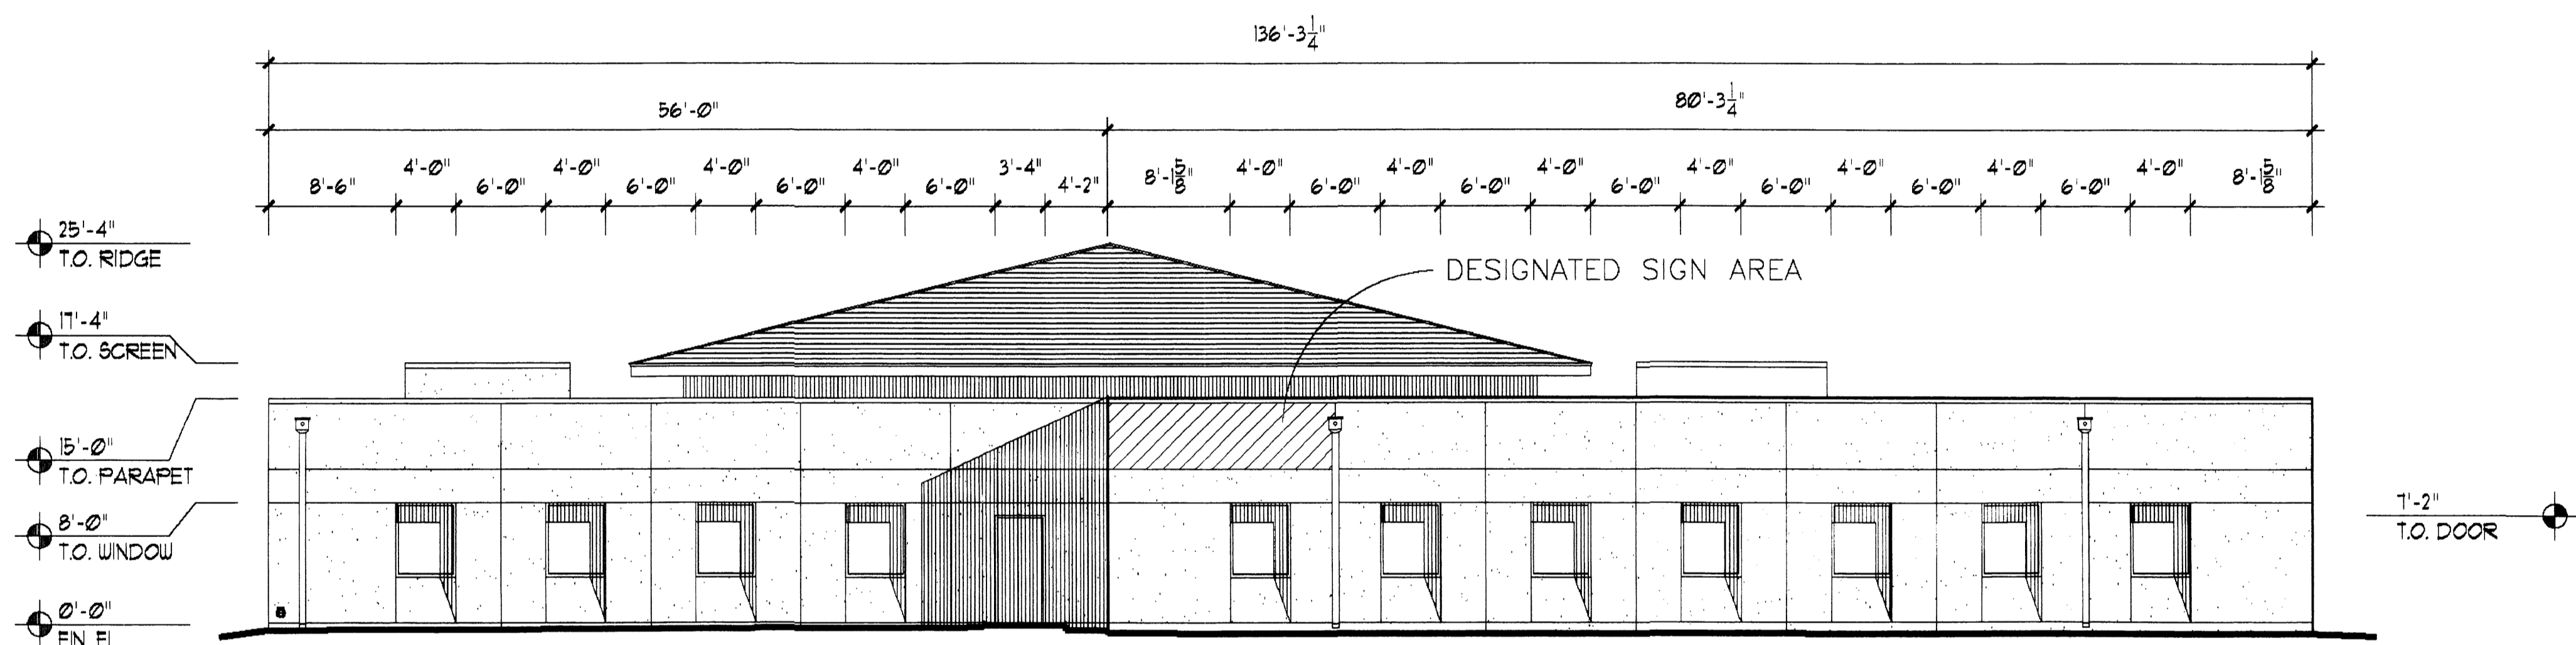 136'-3 1/4"
56'-0"
80'-3 1/4"
8'-6" 4'-0" 6'-0" 4'-0" 6'-0" 4'-0" 6'-0" 4'-0" 6'-0" 3'-4" 4'-2" 8'-1 5/8" 4'-0" 6'-0" 4'-0" 6'-0" 4'-0" 6'-0" 4'-0" 6'-0" 4'-0" 6'-0" 4'-0" 6'-0" 4'-0" 8'-1 5/8"
25'-4"
T.O. RIDGE
DESIGNATED SIGN AREA
17'-4"
T.O. SCREEN
15'-0"
T.O. PARAPET
8'-0"
T.O. WINDOW
7'-2"
T.O. DOOR
0'-0"
FIN FL